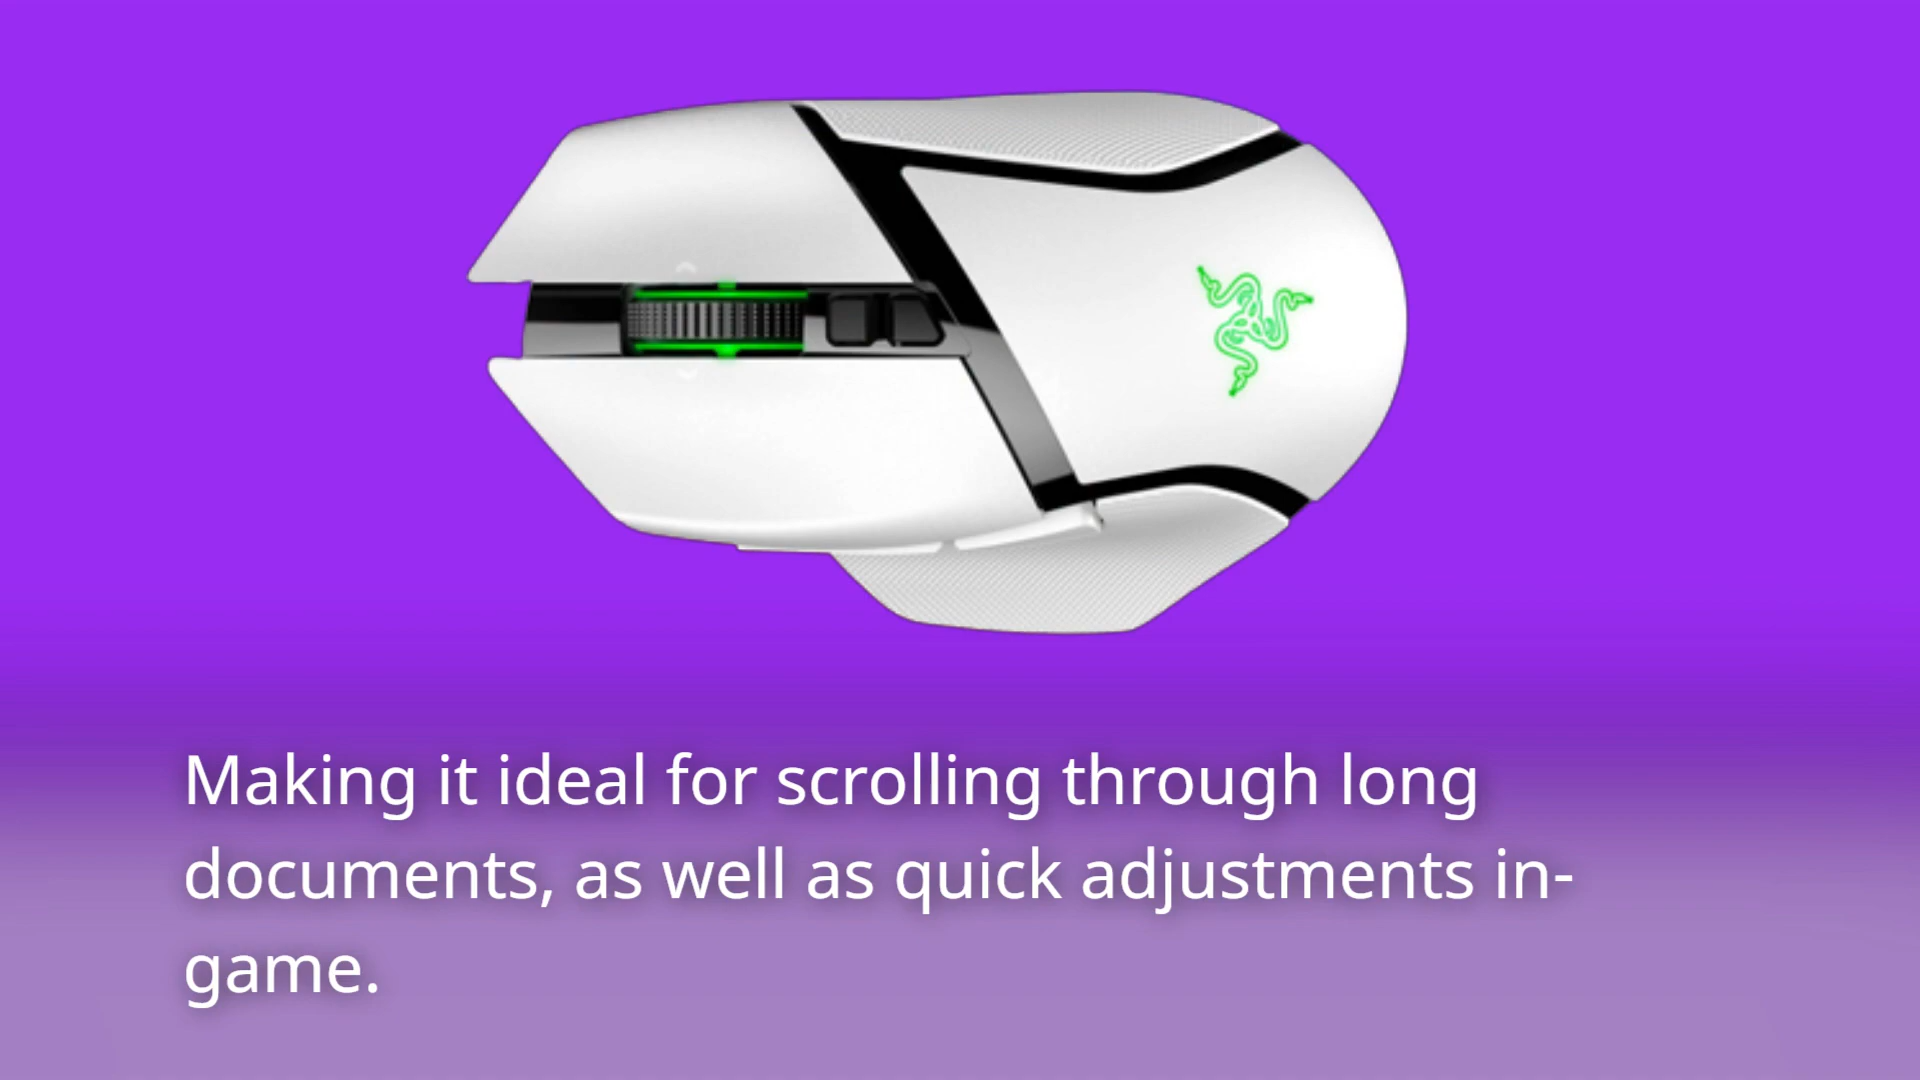 Making it ideal for scrolling through long
documents, as well as quick adjustments in-
game.